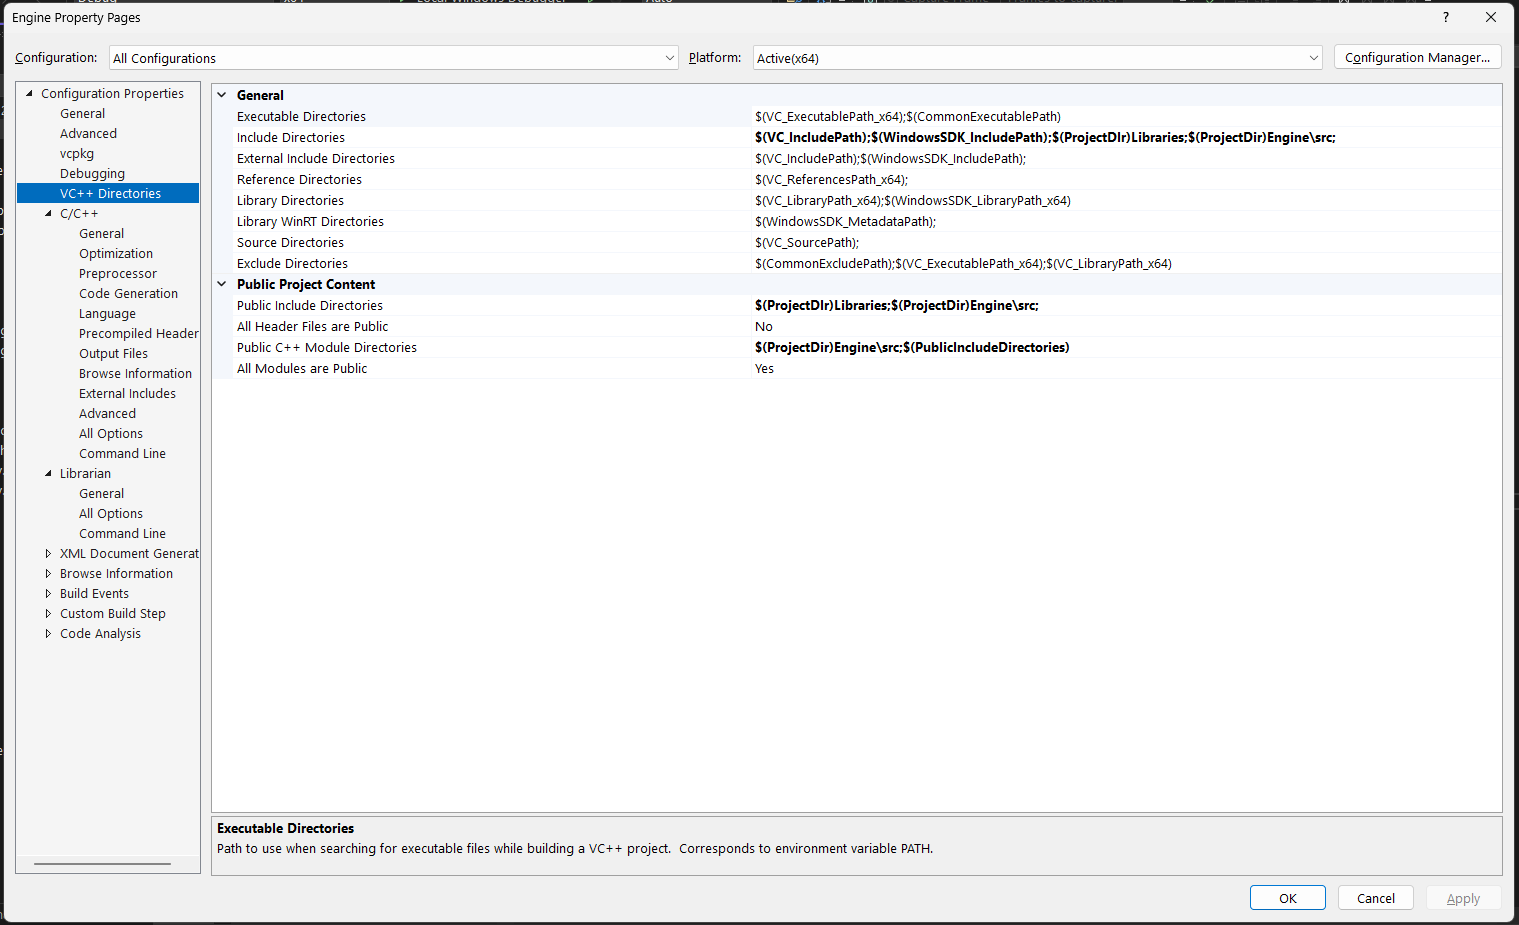 Engine Property Pages
?
Configuration:
All Configurations
Platform:
Active(x64)
Configuration Manager...
Configuration Properties
General
Advanced
vcpkg
Debugging
VC++ Directories
C/C++
General
Optimization
Preprocessor
Code Generation
Language
Precompiled Header
Output Files
Browse Information
External Includes
Advanced
All Options
Command Line
Librarian
General
All Options
Command Line
XML Document Generat
Browse Information
Build Events
Custom Build Step
Code Analysis
General
Executable Directories $(VC_ExecutablePath_x64);$(CommonExecutablePath)
Include Directories $(VC_IncludePath);$(WindowsSDK_IncludePath);$(ProjectDIr)Libraries;$(ProjectDir)Engine\src;
External Include Directories $(VC_IncludePath);$(WindowsSDK_IncludePath);
Reference Directories $(VC_ReferencesPath_x64);
Library Directories $(VC_LibraryPath_x64);$(WindowsSDK_LibraryPath_x64)
Library WinRT Directories $(WindowsSDK_MetadataPath);
Source Directories $(VC_SourcePath);
Exclude Directories $(CommonExcludePath);$(VC_ExecutablePath_x64);$(VC_LibraryPath_x64)
Public Project Content
Public Include Directories $(ProjectDIr)Libraries;$(ProjectDir)Engine\src;
All Header Files are Public No
Public C++ Module Directories $(ProjectDir)Engine\src;$(PublicIncludeDirectories)
All Modules are Public Yes
Executable Directories
Path to use when searching for executable files while building a VC++ project.  Corresponds to environment variable PATH.
OK
Cancel
Apply